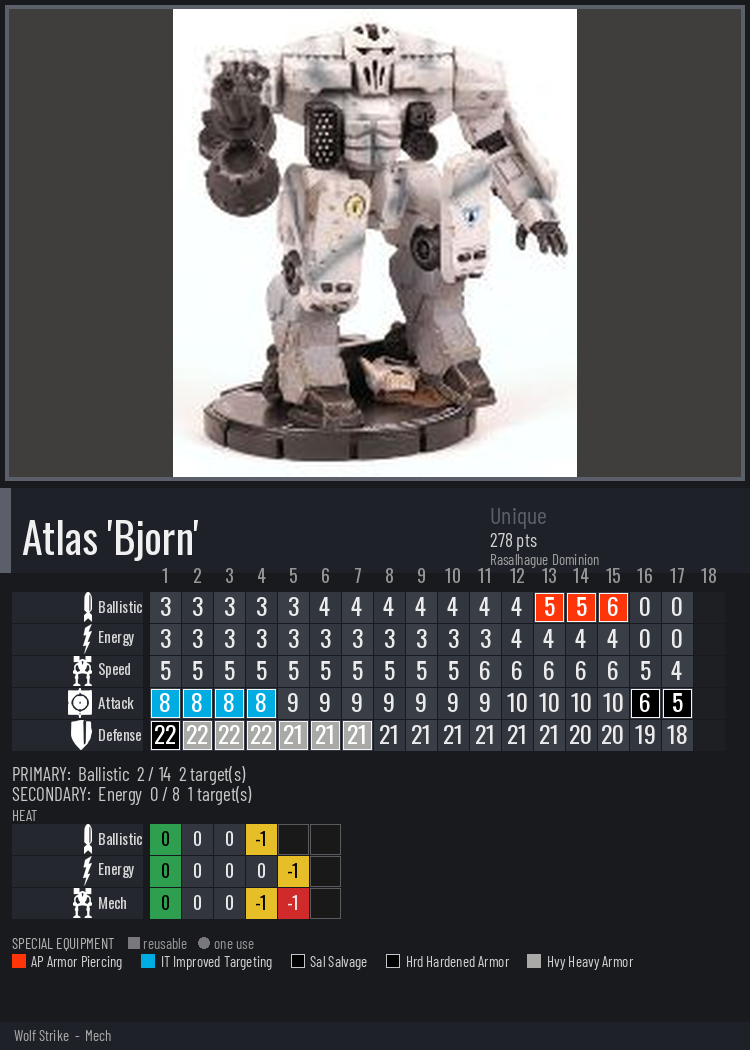 Atlas 'Bjorn'
Unique
278 pts
Rasalhague Dominion
1 2 3 4 5 6 7 8 9 10 11 12 13 14 15 16 17 18
Ballistic 3 3 3 3 3 4 4 4 4 4 4 4 5 5 6 0 0
Energy 3 3 3 3 3 3 3 3 3 3 3 4 4 4 4 0 0
Speed 5 5 5 5 5 5 5 5 5 5 6 6 6 6 6 5 4
Attack 8 8 8 8 9 9 9 9 9 9 9 10 10 10 10 6 5
Defense 22 22 22 22 21 21 21 21 21 21 21 21 21 20 20 19 18
PRIMARY: Ballistic 2 / 14 2 target(s)
SECONDARY: Energy 0 / 8 1 target(s)
HEAT
Ballistic 0 0 0 -1
Energy 0 0 0 0 -1
Mech 0 0 0 -1 -1
SPECIAL EQUIPMENT reusable one use
AP Armor Piercing IT Improved Targeting Sal Salvage Hrd Hardened Armor Hvy Heavy Armor
Wolf Strike - Mech